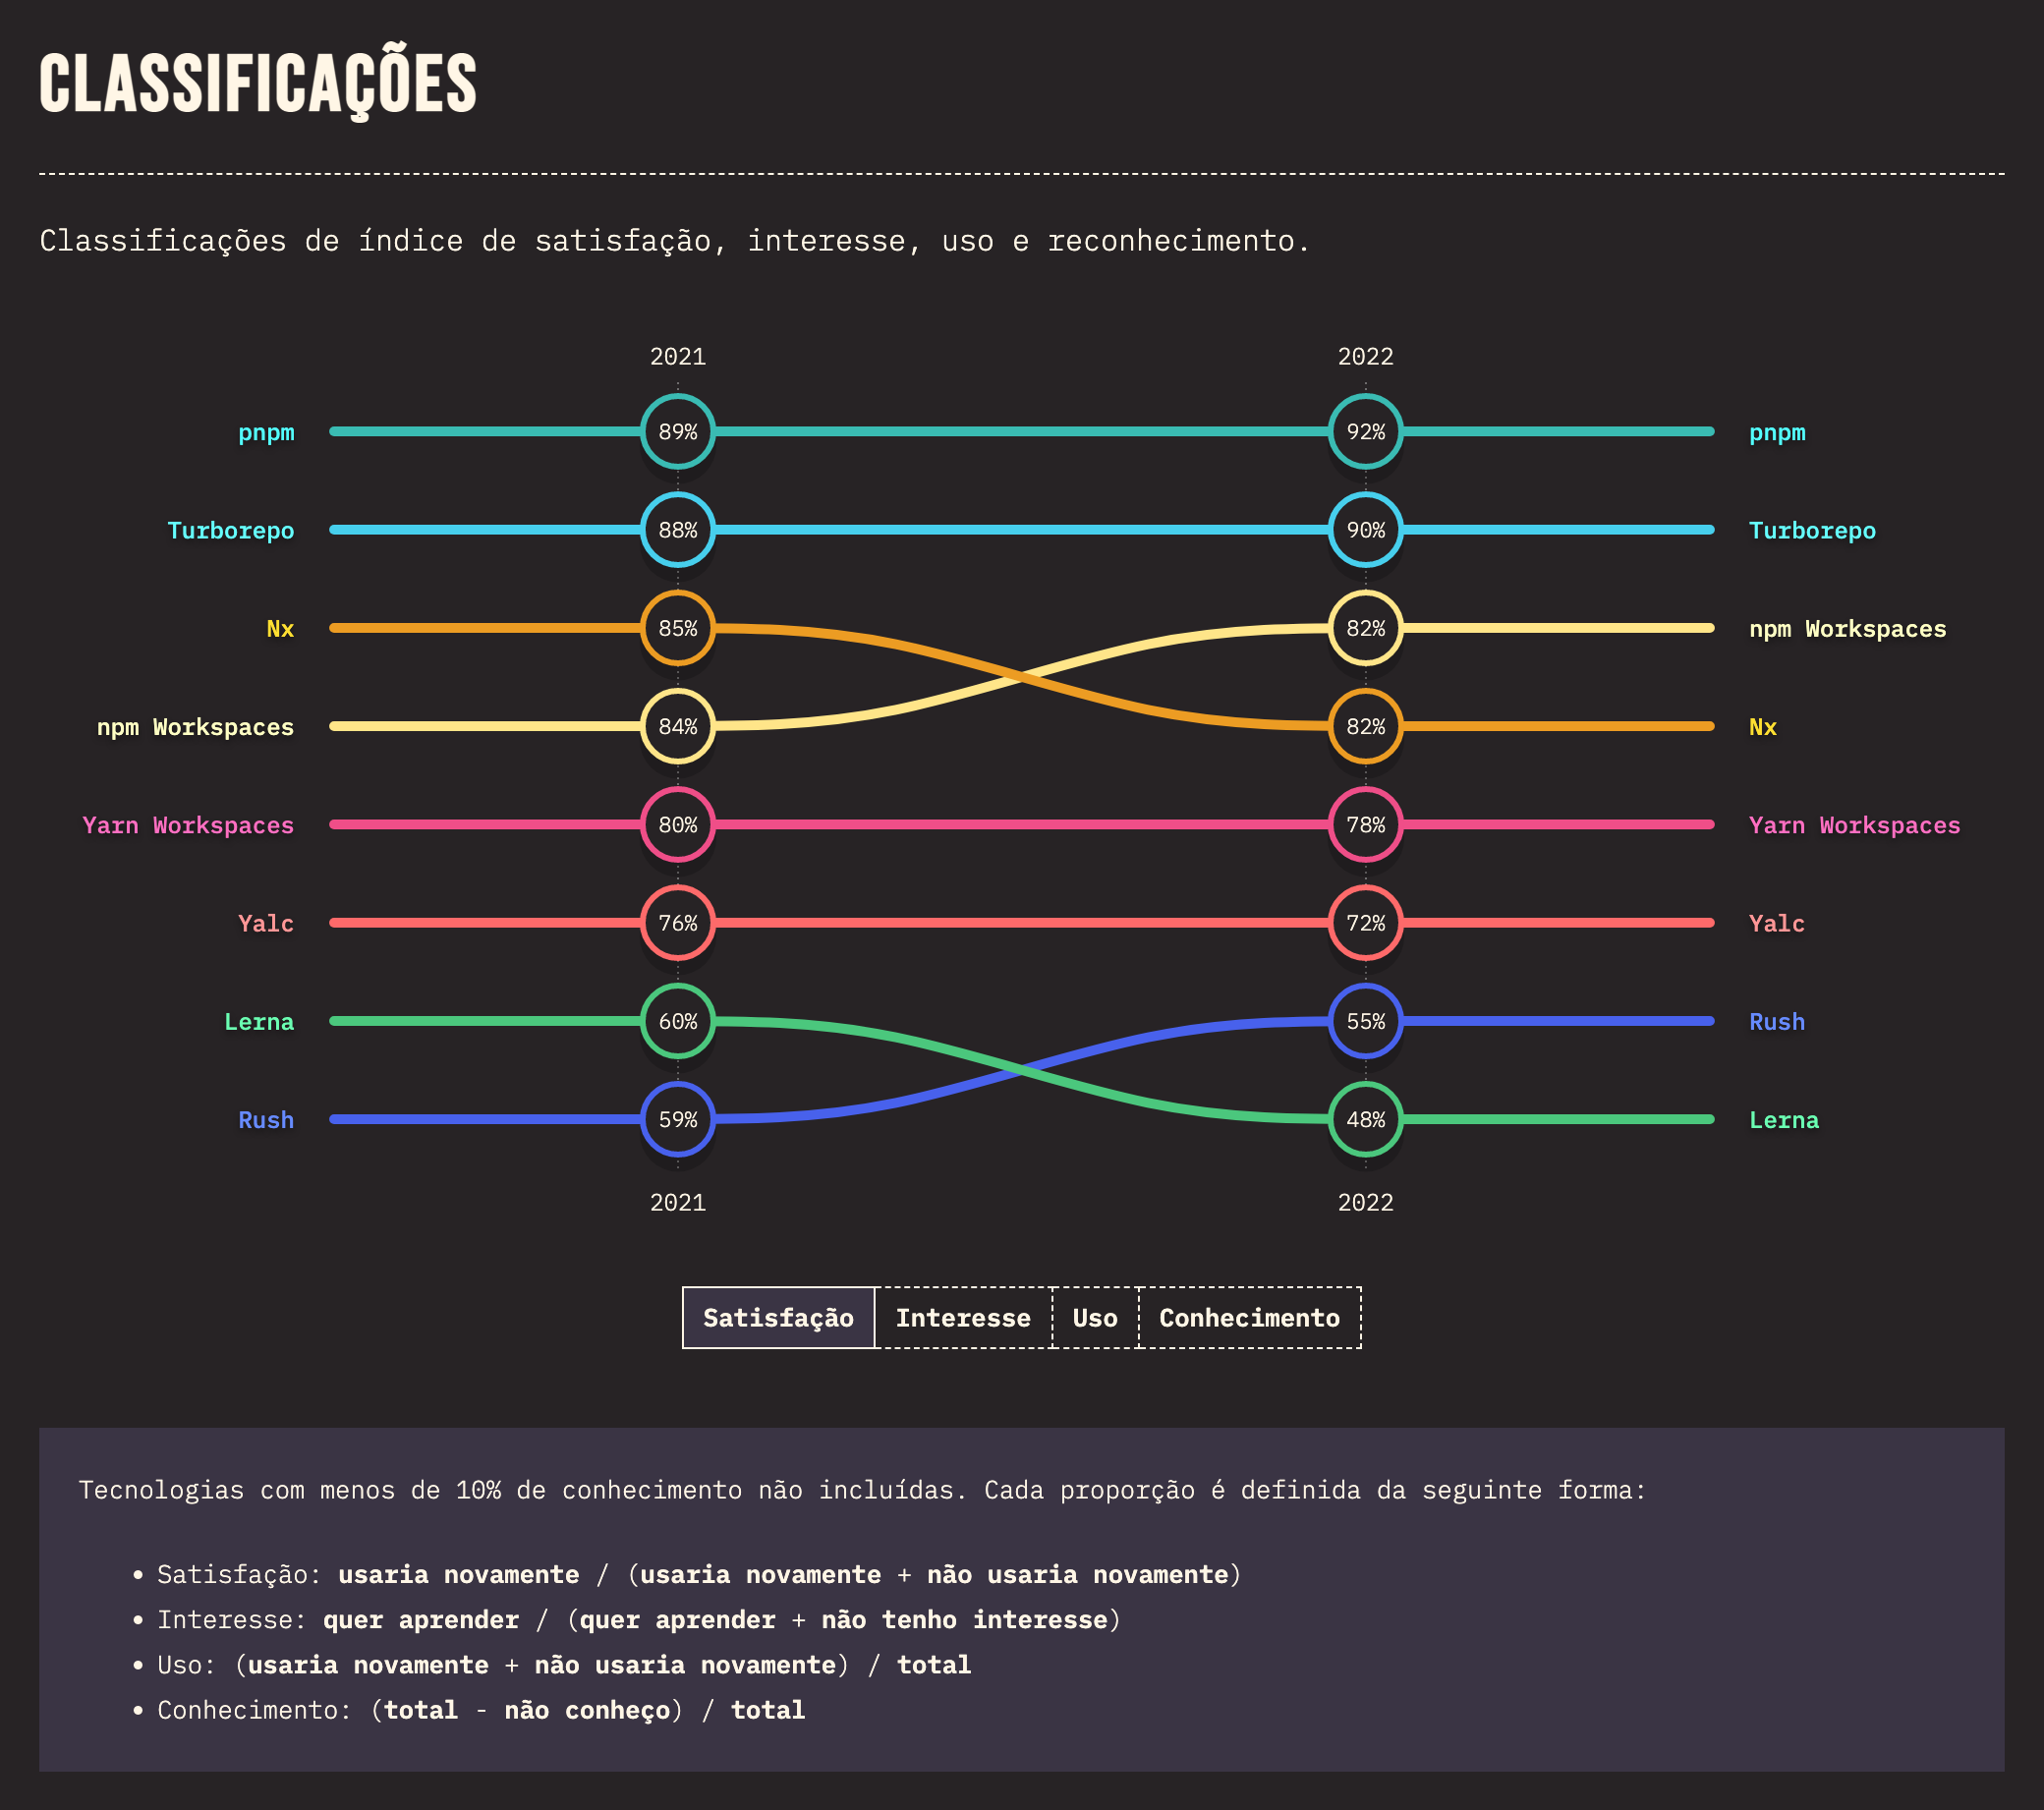 CLASSIFICAÇÕES
Classificações de índice de satisfação, interesse, uso e reconhecimento.
2021 2022
pnpm 89% 92% pnpm
Turborepo 88% 90% Turborepo
Nx 85% 82% npm Workspaces
npm Workspaces 84% 82% Nx
Yarn Workspaces 80% 78% Yarn Workspaces
Yalc 76% 72% Yalc
Lerna 60% 55% Rush
Rush 59% 48% Lerna
2021 2022
Satisfação Interesse Uso Conhecimento
Tecnologias com menos de 10% de conhecimento não incluídas. Cada proporção é definida da seguinte forma:
• Satisfação: usaria novamente / (usaria novamente + não usaria novamente)
• Interesse: quer aprender / (quer aprender + não tenho interesse)
• Uso: (usaria novamente + não usaria novamente) / total
• Conhecimento: (total - não conheço) / total